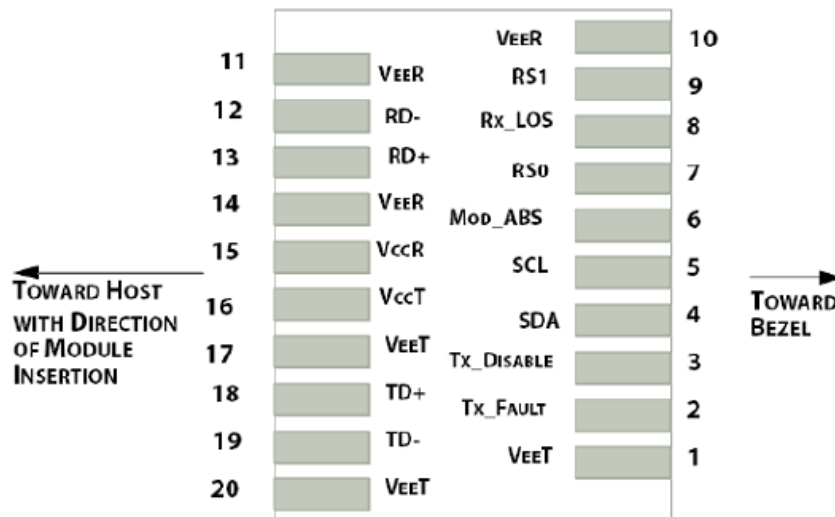 11 VEER
12 RD-
13 RD+
14 VEER
15 VCCR
16 VCCT
17 VEET
18 TD+
19 TD-
20 VEET
VEER 10
RS1 9
RX_LOS 8
RS0 7
MOD_ABS 6
SCL 5
SDA 4
TX_DISABLE 3
TX_FAULT 2
VEET 1
TOWARD HOST
WITH DIRECTION
OF MODULE
INSERTION
TOWARD
BEZEL